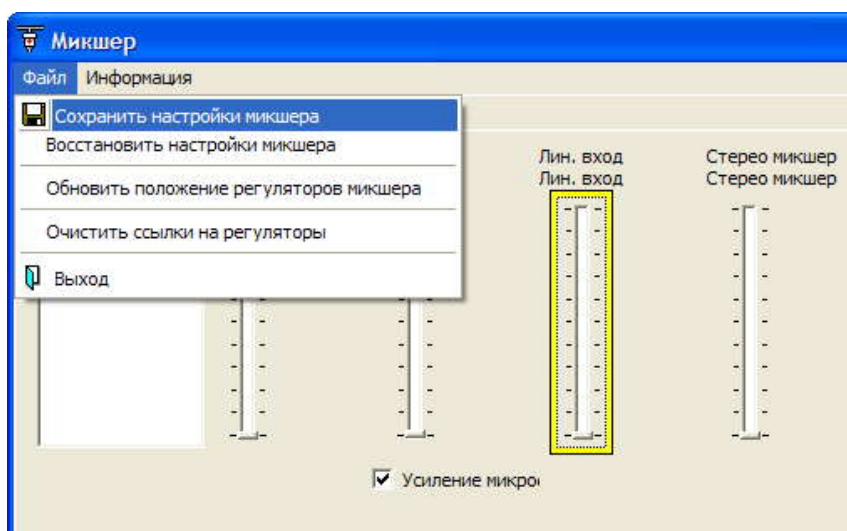 Микшер
Файл Информация
Сохранить настройки микшера
Восстановить настройки микшера
Обновить положение регуляторов микшера
Очистить ссылки на регуляторы
Выход
Лин. вход Стерео микшер
Лин. вход Стерео микшер
Усиление